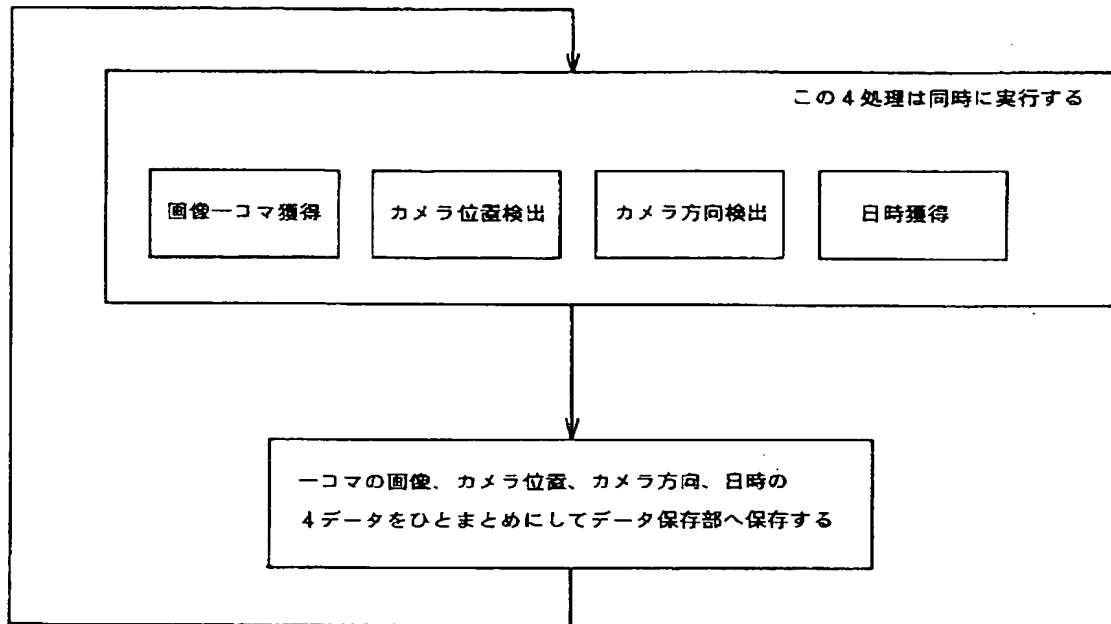 この4処理は同時に実行する
画像一コマ獲得
カメラ位置検出
カメラ方向検出
日時獲得
一コマの画像、カメラ位置、カメラ方向、日時の
4データをひとまとめにしてデータ保存部へ保存する